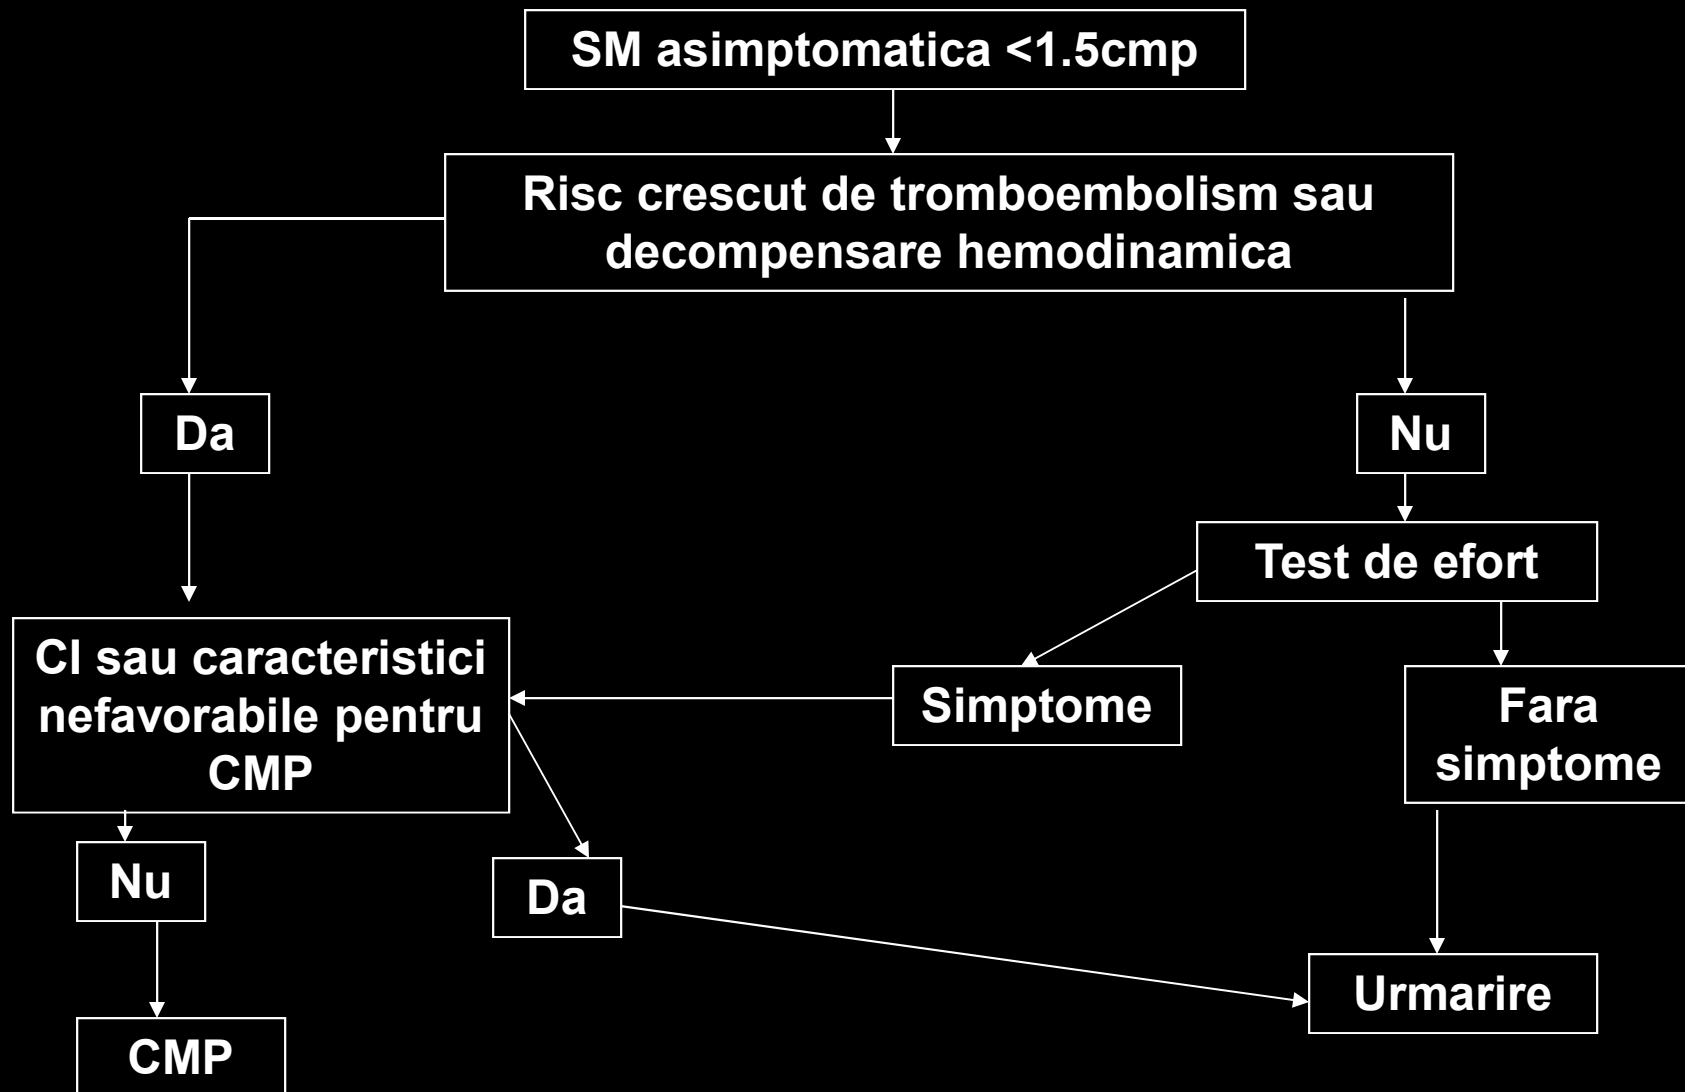 SM asimptomatica <1.5cmp
Risc crescut de tromboembolism sau
decompensare hemodinamica
Da
Nu
Test de efort
CI sau caracteristici
nefavorabile pentru
CMP
Simptome
Fara
simptome
Nu
Da
Urmarire
CMP